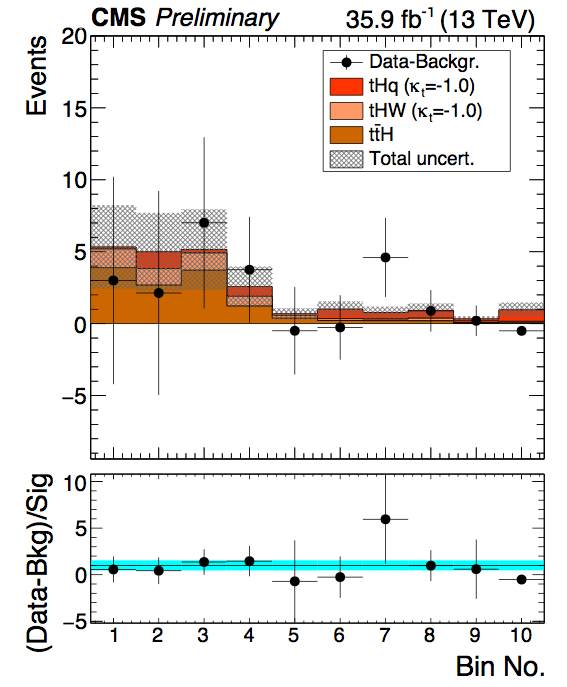 CMS Preliminary 35.9 fb⁻¹ (13 TeV)
Events
20
15
10
5
0
−5
Data-Backgr.
tHq (κₜ=-1.0)
tHW (κₜ=-1.0)
tt̄H
Total uncert.
(Data-Bkg)/Sig
10
5
0
−5
1 2 3 4 5 6 7 8 9 10
Bin No.